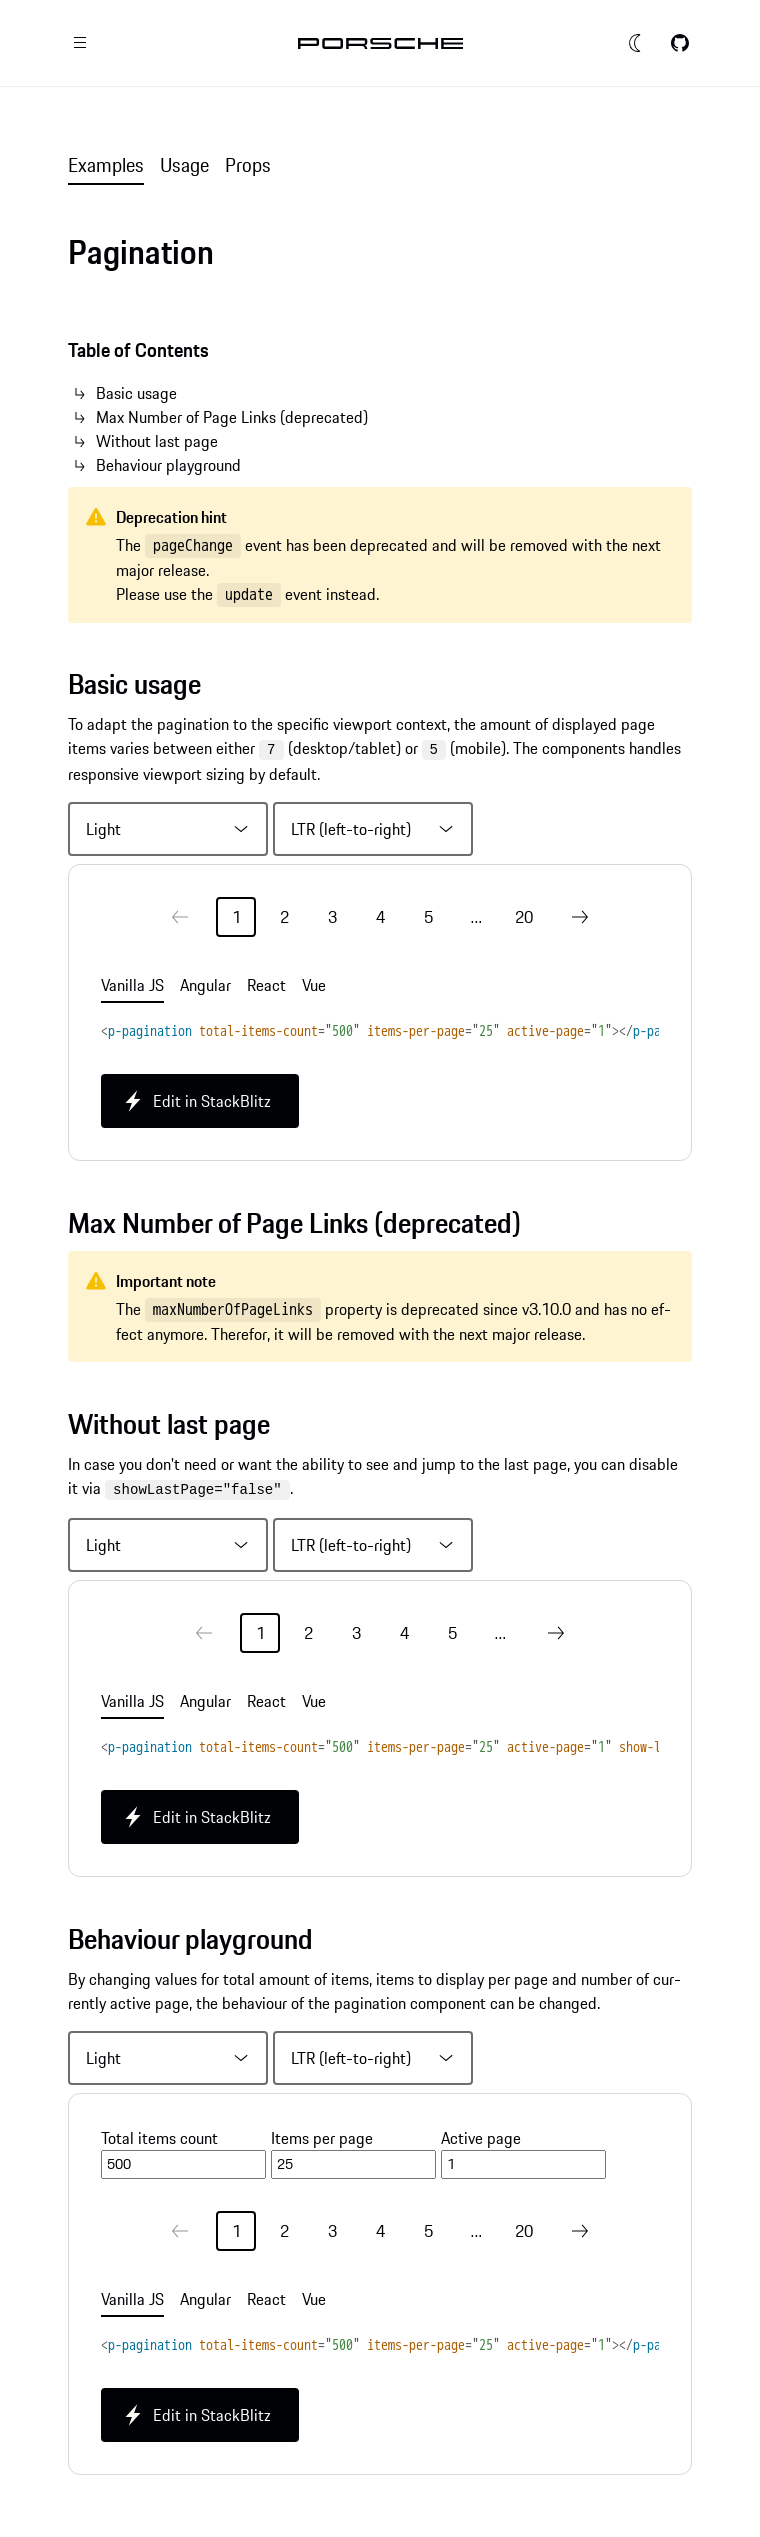 PORSCHE
Examples Usage Props
Pagination
Table of Contents
Basic usage
Max Number of Page Links (deprecated)
Without last page
Behaviour playground
Deprecation hint
The pageChange event has been deprecated and will be removed with the next
major release.
Please use the update event instead.
Basic usage
To adapt the pagination to the specific viewport context, the amount of displayed page
items varies between either 7 (desktop/tablet) or 5 (mobile). The components handles
responsive viewport sizing by default.
Light LTR (left-to-right)
1 2 3 4 5 ... 20
Vanilla JS Angular React Vue
<p-pagination total-items-count="500" items-per-page="25" active-page="1"></p-pa
Edit in StackBlitz
Max Number of Page Links (deprecated)
Important note
The maxNumberOfPageLinks property is deprecated since v3.10.0 and has no ef-
fect anymore. Therefor, it will be removed with the next major release.
Without last page
In case you don't need or want the ability to see and jump to the last page, you can disable
it via showLastPage="false".
Light LTR (left-to-right)
1 2 3 4 5 ...
Vanilla JS Angular React Vue
<p-pagination total-items-count="500" items-per-page="25" active-page="1" show-l
Edit in StackBlitz
Behaviour playground
By changing values for total amount of items, items to display per page and number of cur-
rently active page, the behaviour of the pagination component can be changed.
Light LTR (left-to-right)
Total items count Items per page Active page
500 25 1
1 2 3 4 5 ... 20
Vanilla JS Angular React Vue
<p-pagination total-items-count="500" items-per-page="25" active-page="1"></p-pa
Edit in StackBlitz